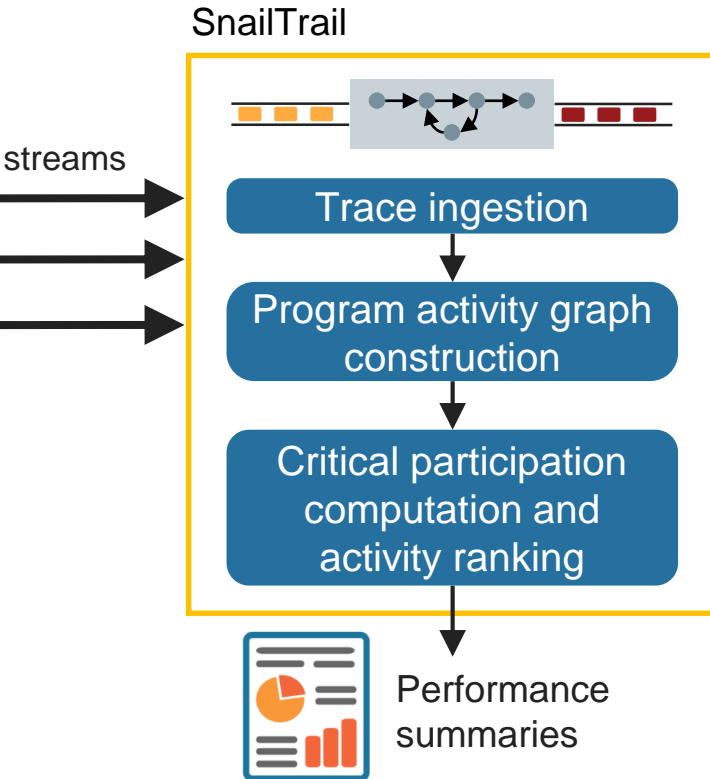 SnailTrail
streams
Trace ingestion
Program activity graph
construction
Critical participation
computation and
activity ranking
Performance
summaries